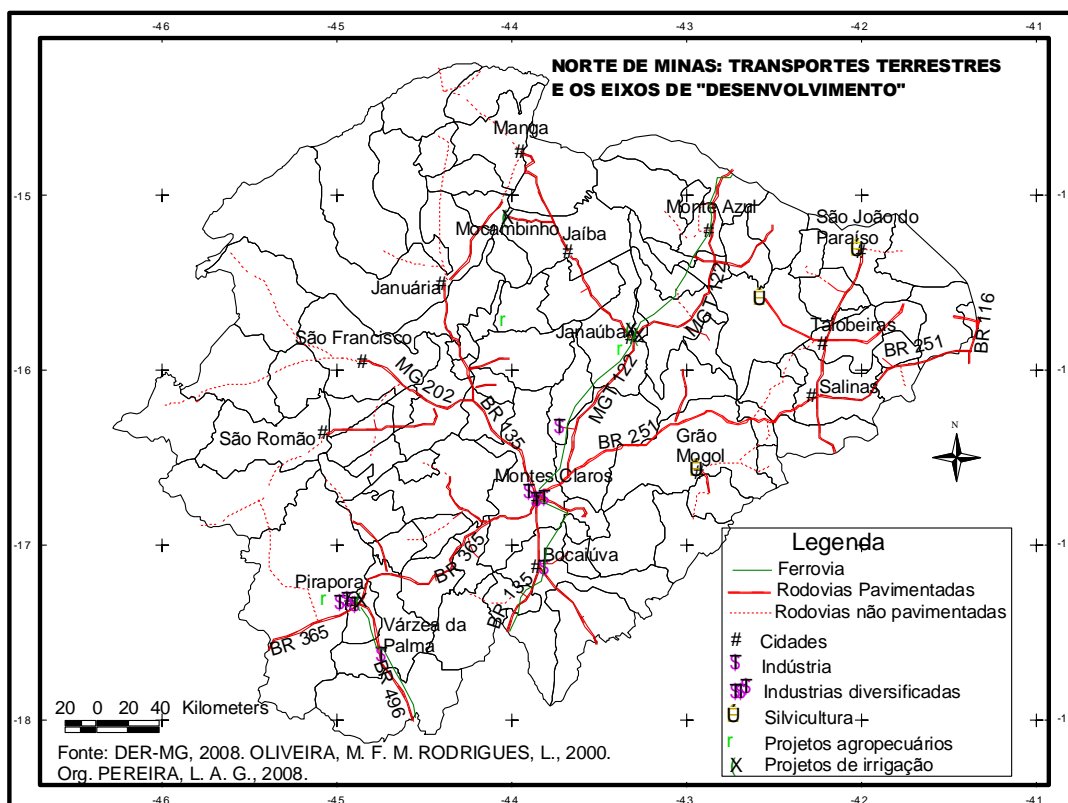 -46 -45 -44 -43 -42 -41
NORTE DE MINAS: TRANSPORTES TERRESTRES
E OS EIXOS DE "DESENVOLVIMENTO"
Manga
-15
Monte Azul
São João do
Paraíso
Mocambinho
Jaíba
Januária
MGT 122
BR 116
São Francisco
Janaúba
Taiobeiras
BR 251
-16 -16
MG 202
MGT 122
Salinas
BR 135
São Romão
BR 251
Grão
Mogol
N
Montes Claros
-17
BR 365
Bocaiúva
Pirapora
BR 135
BR 365
Várzea da
Palma
BR 496
Legenda
Ferrovia
Rodovias Pavimentadas
Rodovias não pavimentadas
# Cidades
Indústria
Industrias diversificadas
Silvicultura
r Projetos agropecuários
X Projetos de irrigação
20 0 20 40 Kilometers
-18
Fonte: DER-MG, 2008. OLIVEIRA, M. F. M. RODRIGUES, L., 2000.
Org. PEREIRA, L. A. G., 2008.
-46 -45 -44 -43 -42 -41